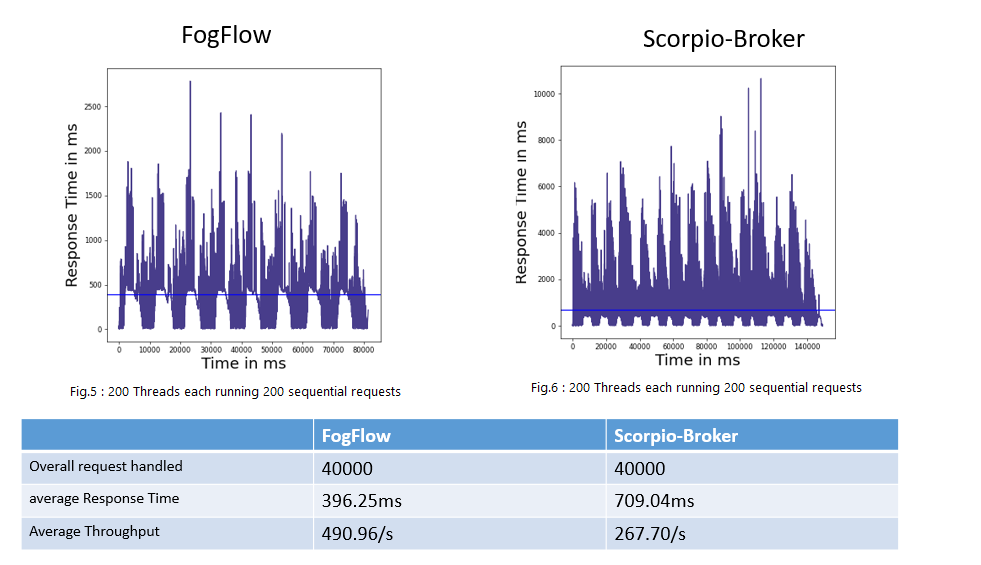 FogFlow
Scorpio-Broker
Response Time in ms
2500
2000
1500
1000
500
0
0 10000 20000 30000 40000 50000 60000 70000 80000
Time in ms
Fig.5 : 200 Threads each running 200 sequential requests
Response Time in ms
10000
8000
6000
4000
2000
0
0 20000 40000 60000 80000 100000 120000 140000
Time in ms
Fig.6 : 200 Threads each running 200 sequential requests
FogFlow Scorpio-Broker
Overall request handled 40000 40000
average Response Time 396.25ms 709.04ms
Average Throughput 490.96/s 267.70/s